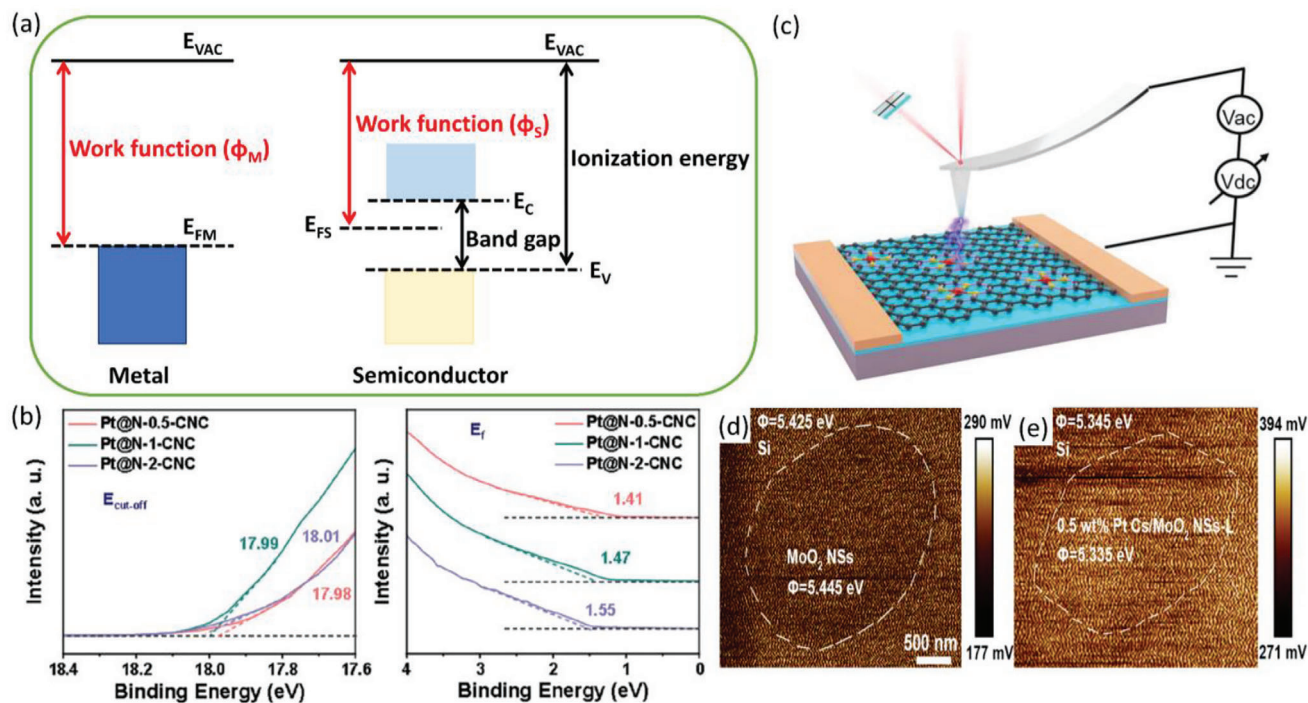 (a)
E_VAC
E_VAC
Work function (ϕ_M)
Work function (ϕ_S)
Ionization energy
E_C
E_FM
E_FS
Band gap
E_V
Metal
Semiconductor
(c)
Vac
Vdc
(b)
Pt@N-0.5-CNC
Pt@N-1-CNC
Pt@N-2-CNC
E_cut-off
17.99
18.01
17.98
Intensity (a. u.)
18.4 18.2 18.0 17.8 17.6
Binding Energy (eV)
E_f
Pt@N-0.5-CNC
Pt@N-1-CNC
Pt@N-2-CNC
1.41
1.47
1.55
Intensity (a. u.)
4 3 2 1 0
Binding Energy (eV)
(d)
Φ=5.425 eV
Si
MoO₂ NSs
Φ=5.445 eV
500 nm
290 mV
177 mV
(e)
Φ=5.345 eV
Si
0.5 wt% Pt Cs/MoO₂ NSs-L
Φ=5.335 eV
394 mV
271 mV